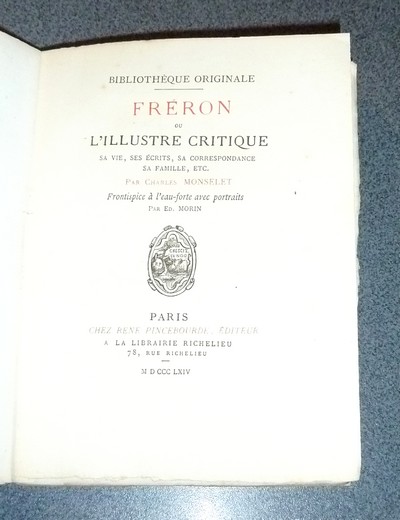 BIBLIOTHÈQUE ORIGINALE
FRÉRON
OU
L'ILLUSTRE CRITIQUE
SA VIE, SES ÉCRITS, SA CORRESPONDANCE
SA FAMILLE, ETC.
PAR CHARLES MONSELET
Frontispice à l'eau-forte avec portraits
PAR ED. MORIN
PARIS
CHEZ RENÉ PINCEBOURDE, ÉDITEUR
A LA LIBRAIRIE RICHELIEU
78, RUE RICHELIEU
M D CCC LXIV